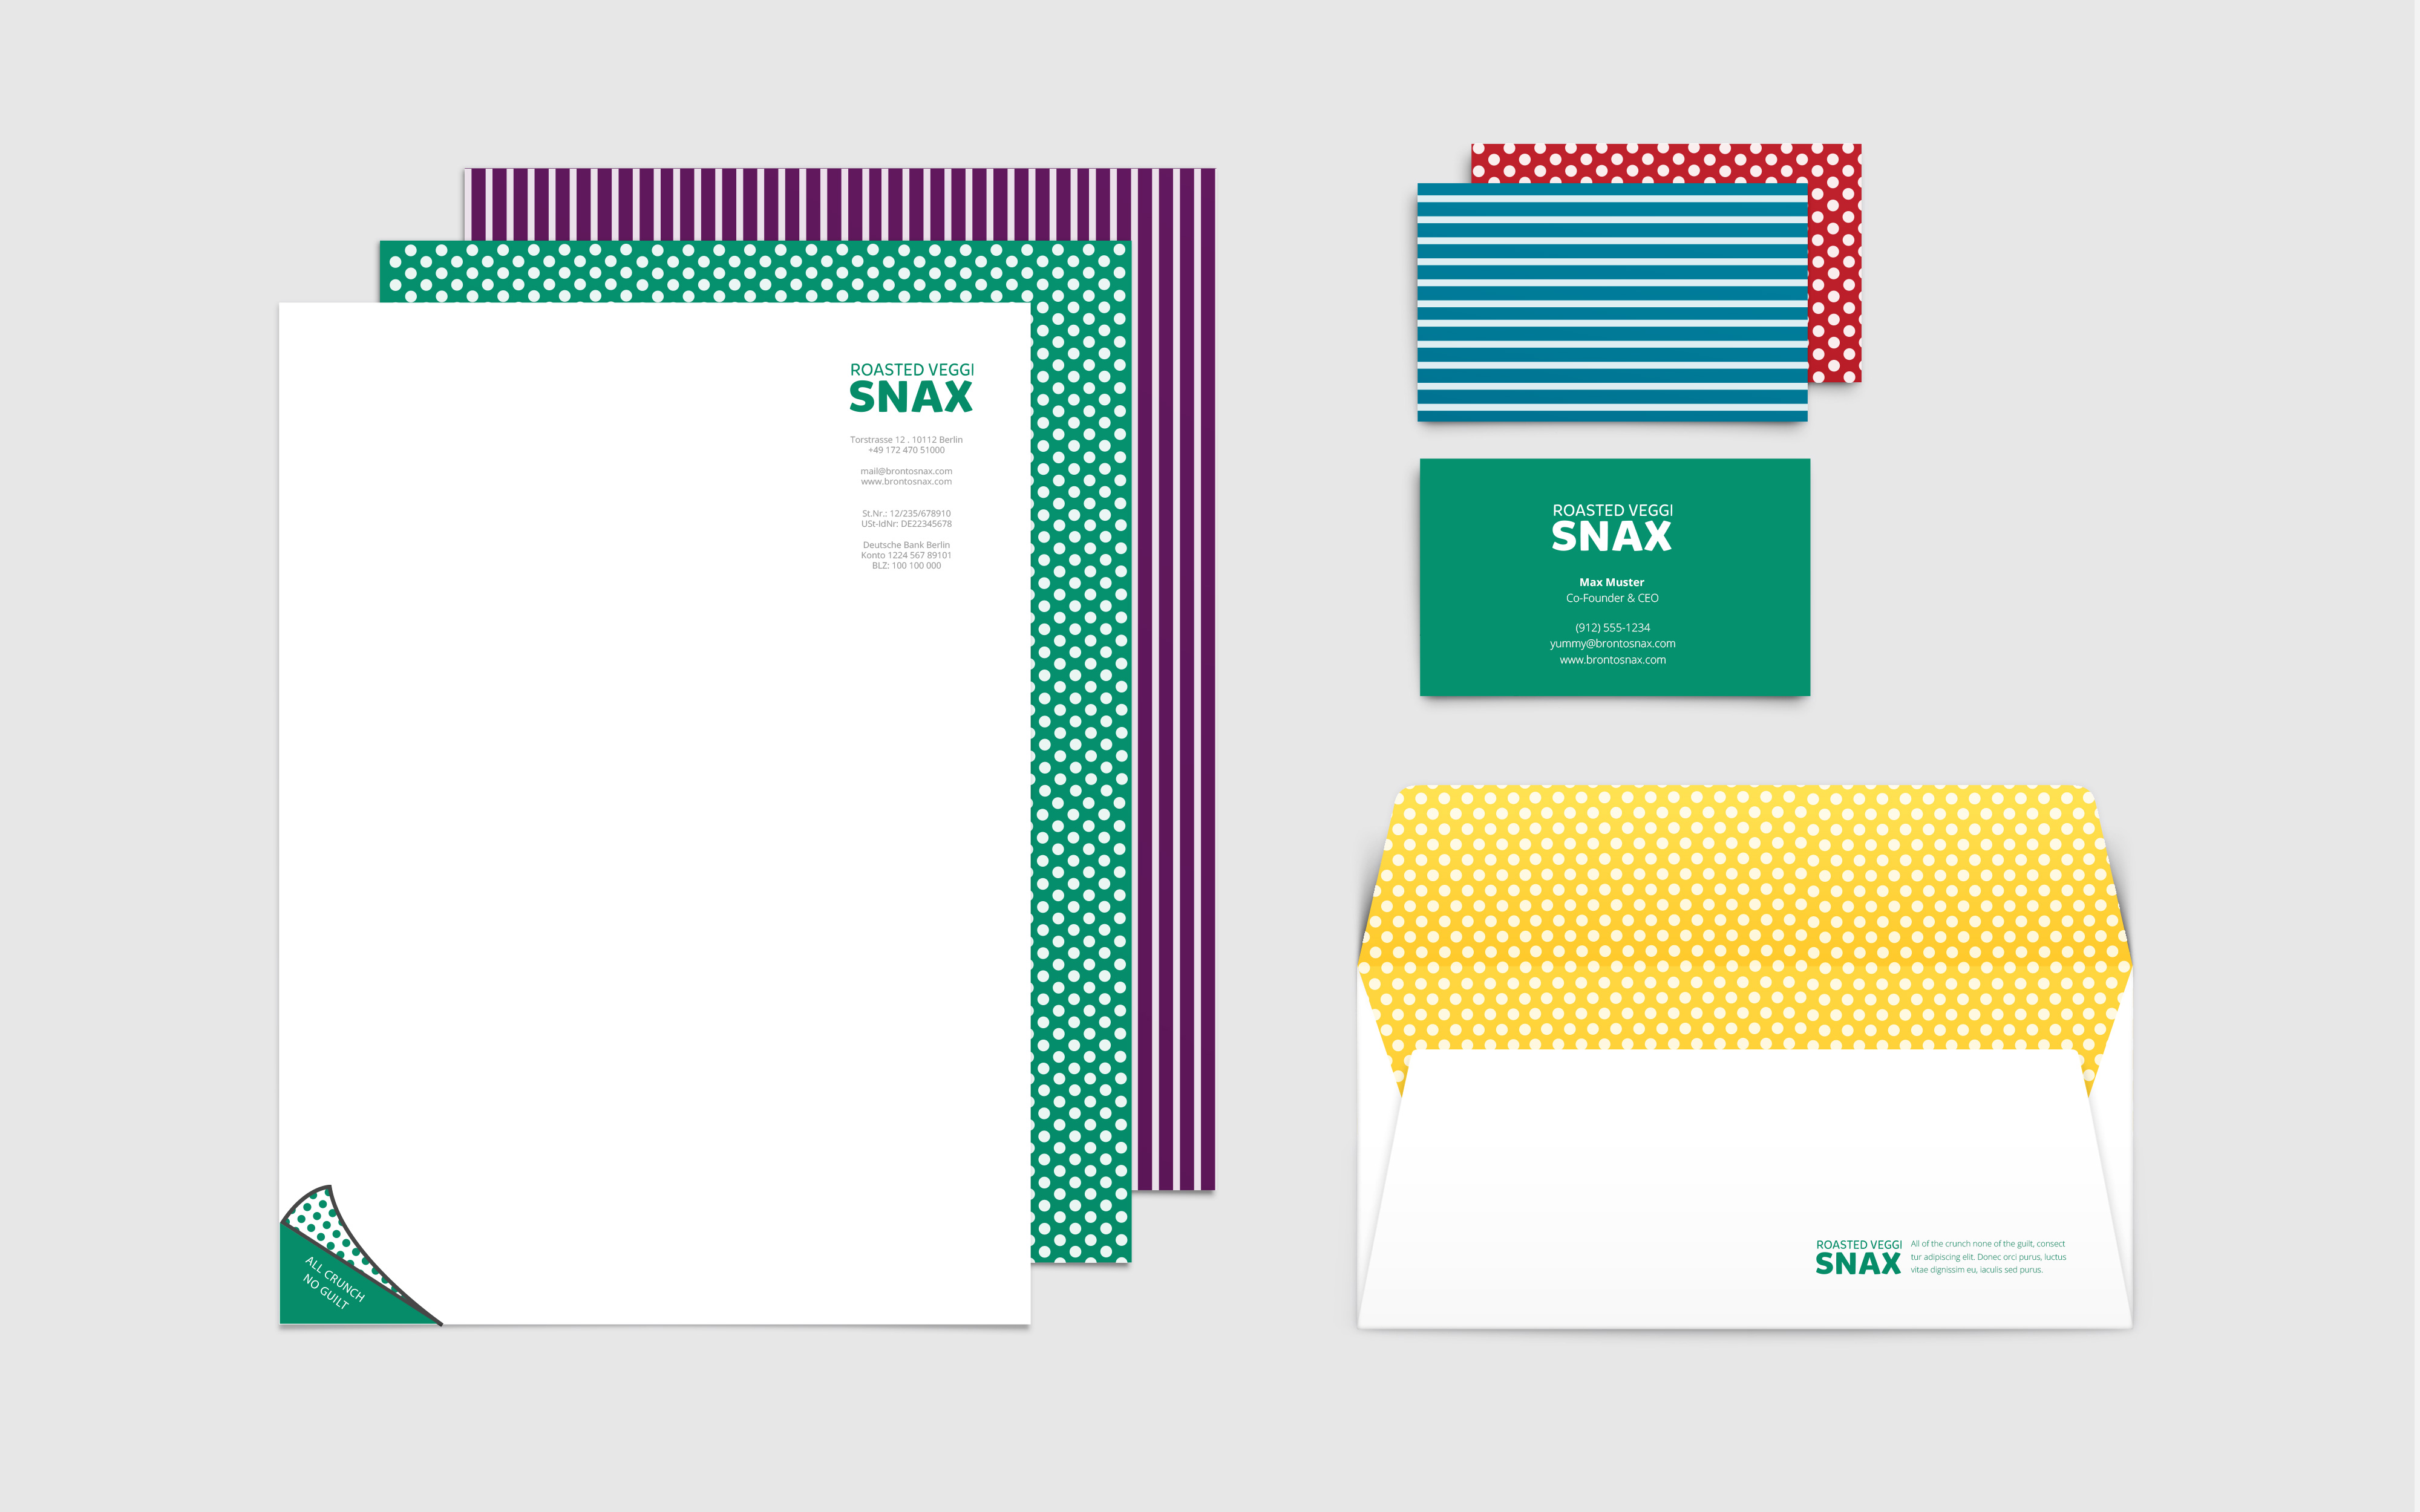 ROASTED VEGGI
SNAX
Torstrasse 12 . 10112 Berlin
+49 172 470 51000
mail@brontosnax.com
www.brontosnax.com
St.Nr.: 12/235/678910
USt-IdNr: DE22345678
Deutsche Bank Berlin
Konto 1224 567 89101
BLZ: 100 100 000
ALL CRUNCH
NO GUILT
ROASTED VEGGI
SNAX
Max Muster
Co-Founder & CEO
(912) 555-1234
yummy@brontosnax.com
www.brontosnax.com
ROASTED VEGGI
SNAX
All of the crunch none of the guilt, consect
tur adipiscing elit. Donec orci purus, luctus
vitae dignissim eu, iaculis sed purus.